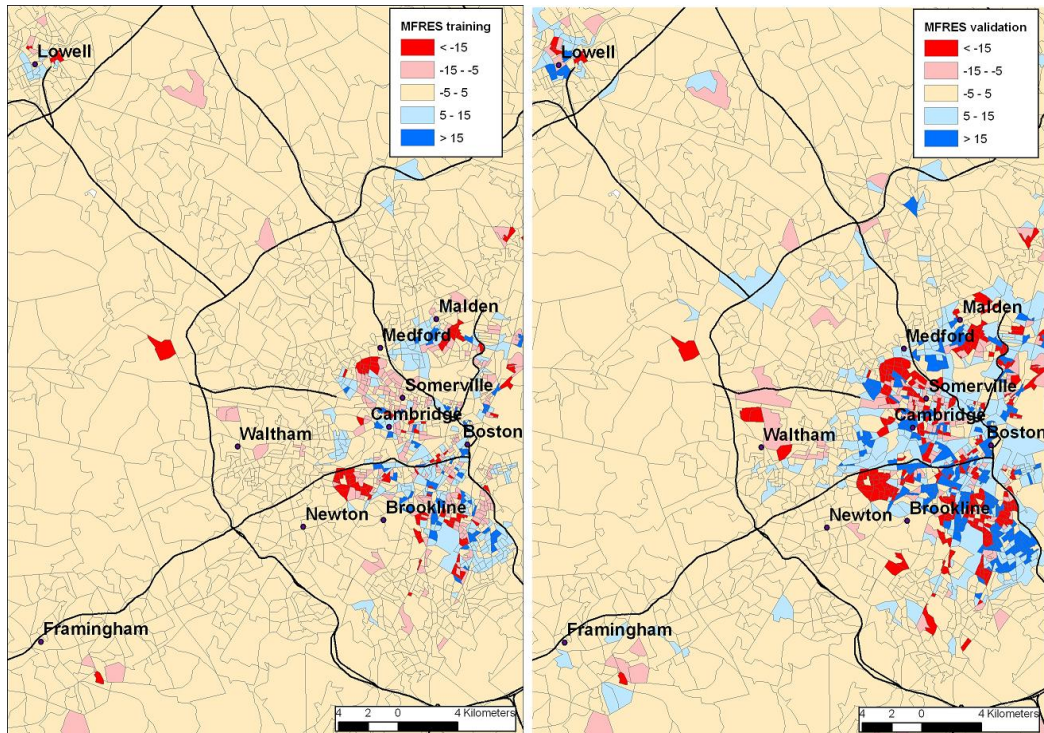 MFRES training
< -15
-15 - -5
-5 - 5
5 - 15
> 15
Lowell
Malden
Medford
Somerville
Cambridge
Boston
Waltham
Newton
Brookline
Framingham
4 2 0 4 Kilometers
MFRES validation
< -15
-15 - -5
-5 - 5
5 - 15
> 15
Lowell
Malden
Medford
Somerville
Cambridge
Boston
Waltham
Newton
Brookline
Framingham
4 2 0 4 Kilometers